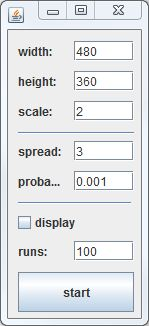 width: 480
height: 360
scale: 2
spread: 3
proba... 0.001
display
runs: 100
start